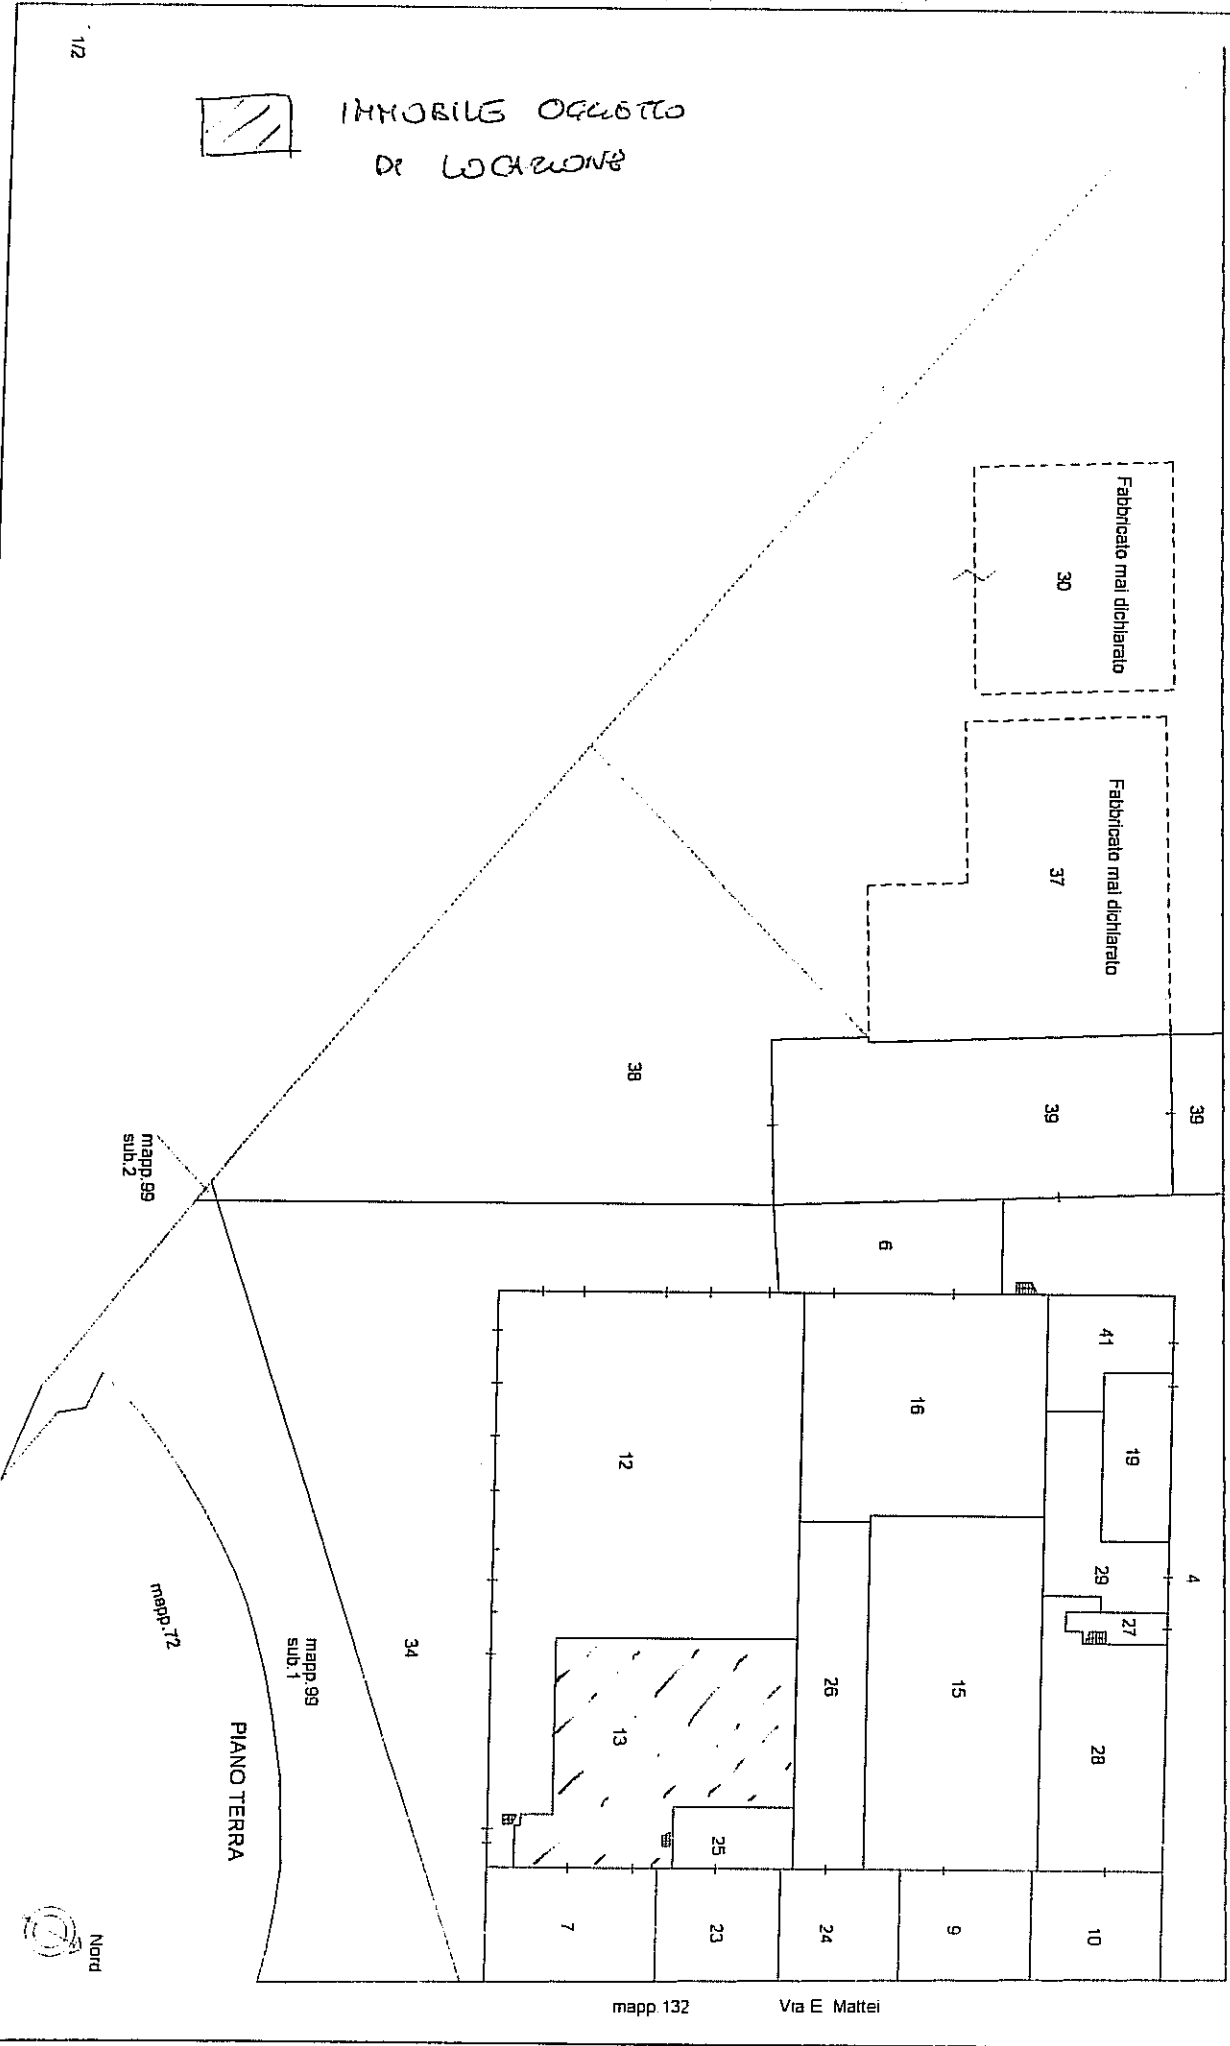 1/2
IMMOBILE OGGETTO
DI LOCAZIONE
Fabbricato mai dichiarato
30
Fabbricato mai dichiarato
37
38
39
39
mapp.99
sub.2
6
41
16
19
12
29
4
27
mapp.72
mapp.99
sub.1
34
26
15
13
28
PIANO TERRA
25
7
23
24
9
10
Nord
mapp.132
Via E Mattei